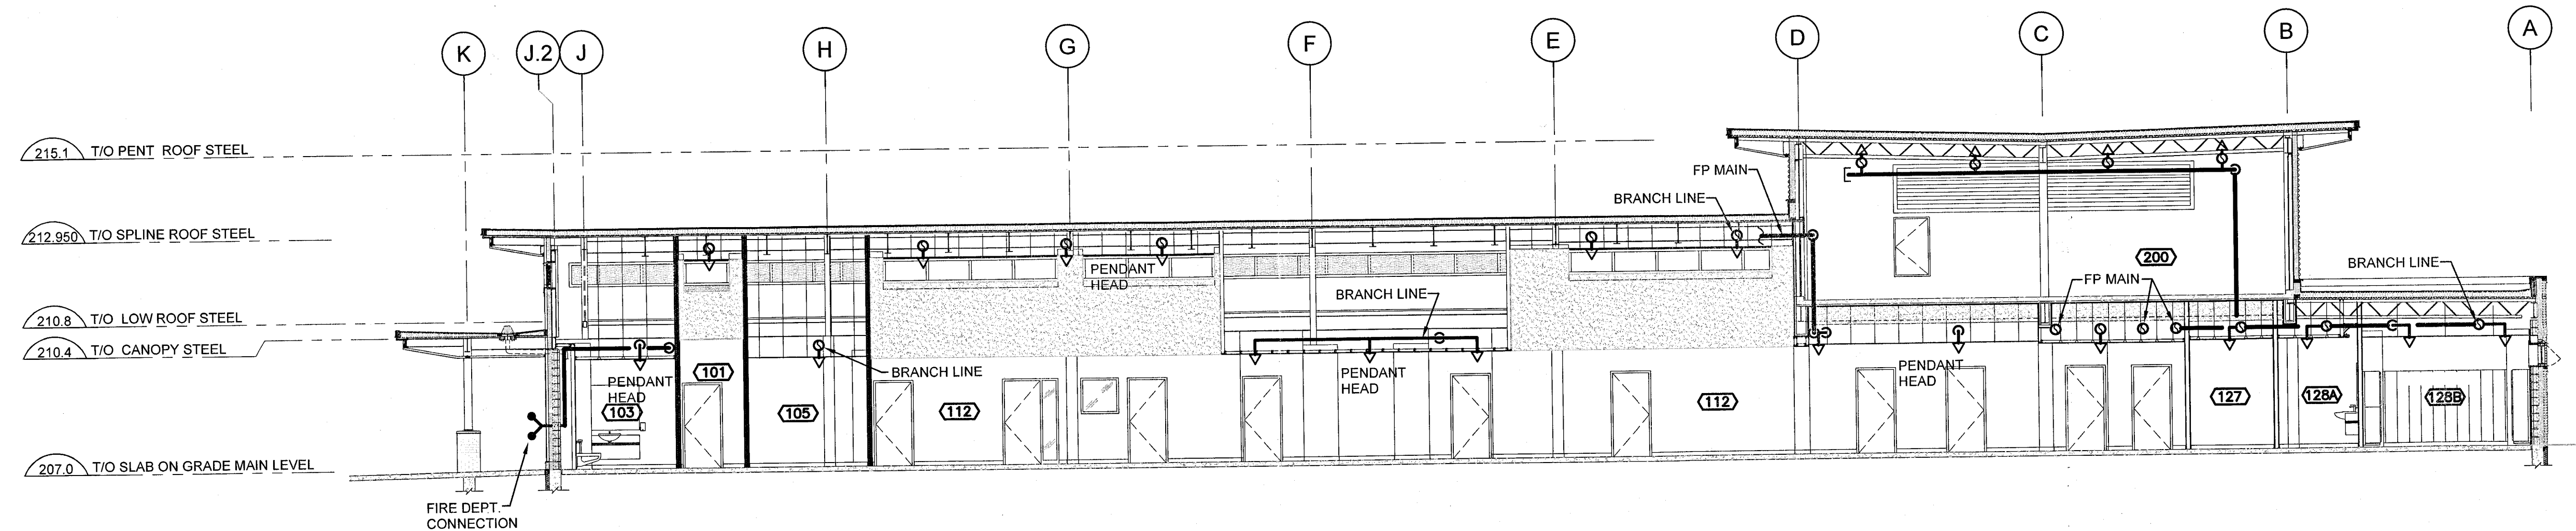 K
J.2
J
H
G
F
E
D
C
B
A
215.1 T/O PENT ROOF STEEL
FP MAIN
BRANCH LINE
212.950 T/O SPLINE ROOF STEEL
200
BRANCH LINE
PENDANT
HEAD
FP MAIN
BRANCH LINE
210.8 T/O LOW ROOF STEEL
210.4 T/O CANOPY STEEL
101
BRANCH LINE
PENDANT
HEAD
PENDANT
HEAD
PENDANT
HEAD
103
105
112
112
127
128A
128B
207.0 T/O SLAB ON GRADE MAIN LEVEL
FIRE DEPT.
CONNECTION